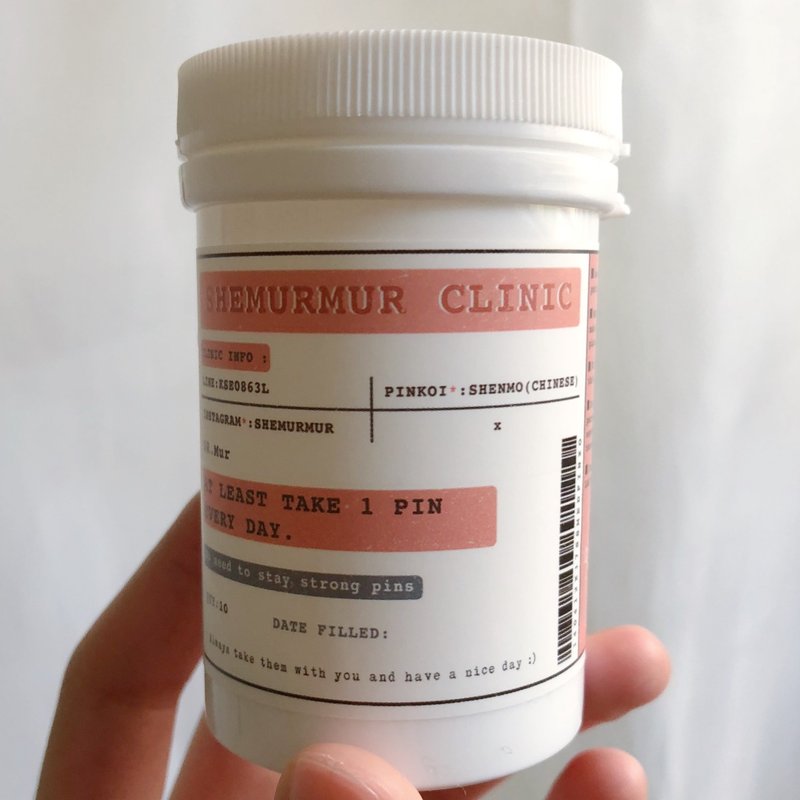 SHEMURMUR CLINIC
CLINIC INFO :
LINE:KSE0863L
PINKOI*:SHENMO(CHINESE)
INSTAGRAM*:SHEMURMUR
x
.Mur
AT LEAST TAKE 1 PIN
EVERY DAY.
need to stay strong pins
:10
DATE FILLED:
Always take them with you and have a nice day :)